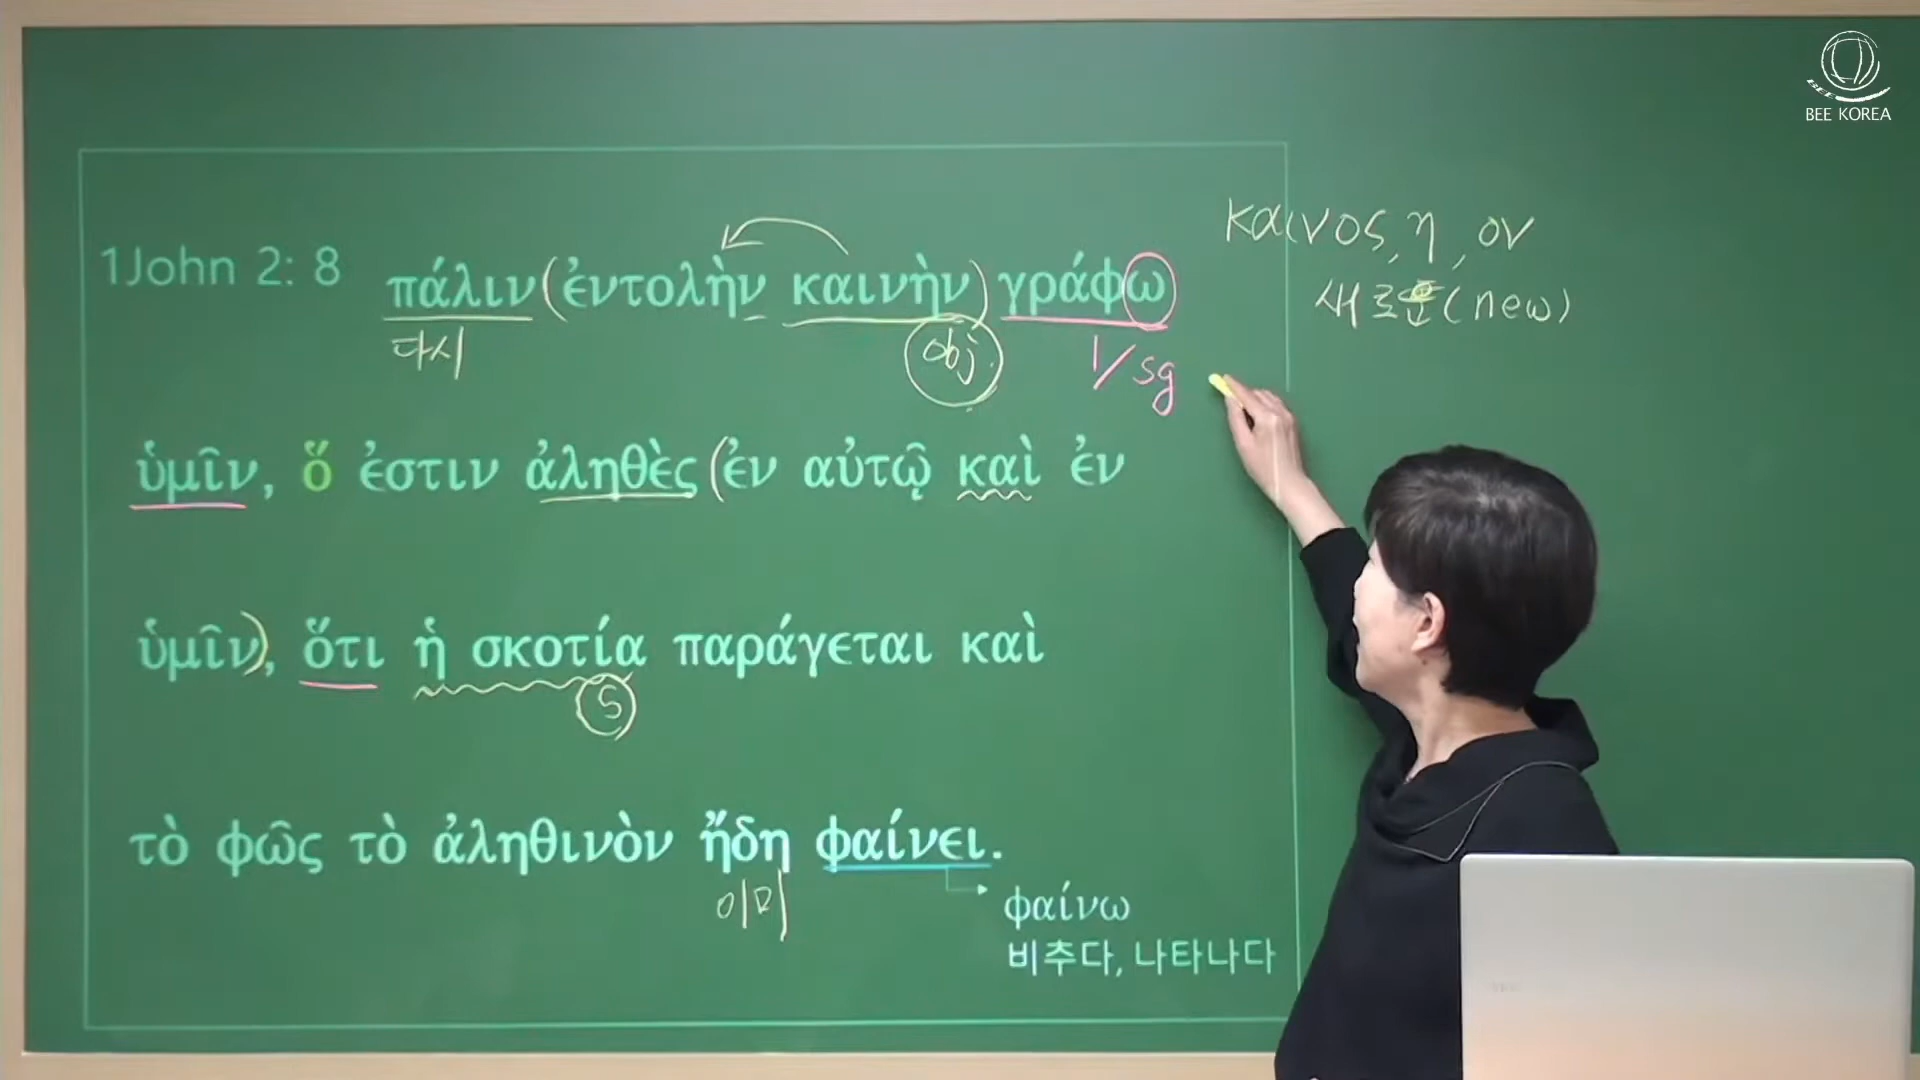 BEE KOREA
καινος, η, ον
새로운(new)
1John 2: 8 πάλιν (ἐντολὴν καινὴν) γράφω
다시 obj. 1/sg
ὑμῖν, ὅ ἐστιν ἀληθὲς (ἐν αὐτῷ καὶ ἐν
ὑμῖν), ὅτι ἡ σκοτία παράγεται καὶ
S
τὸ φῶς τὸ ἀληθινὸν ἤδη φαίνει.
이미 φαίνω
비추다, 나타나다